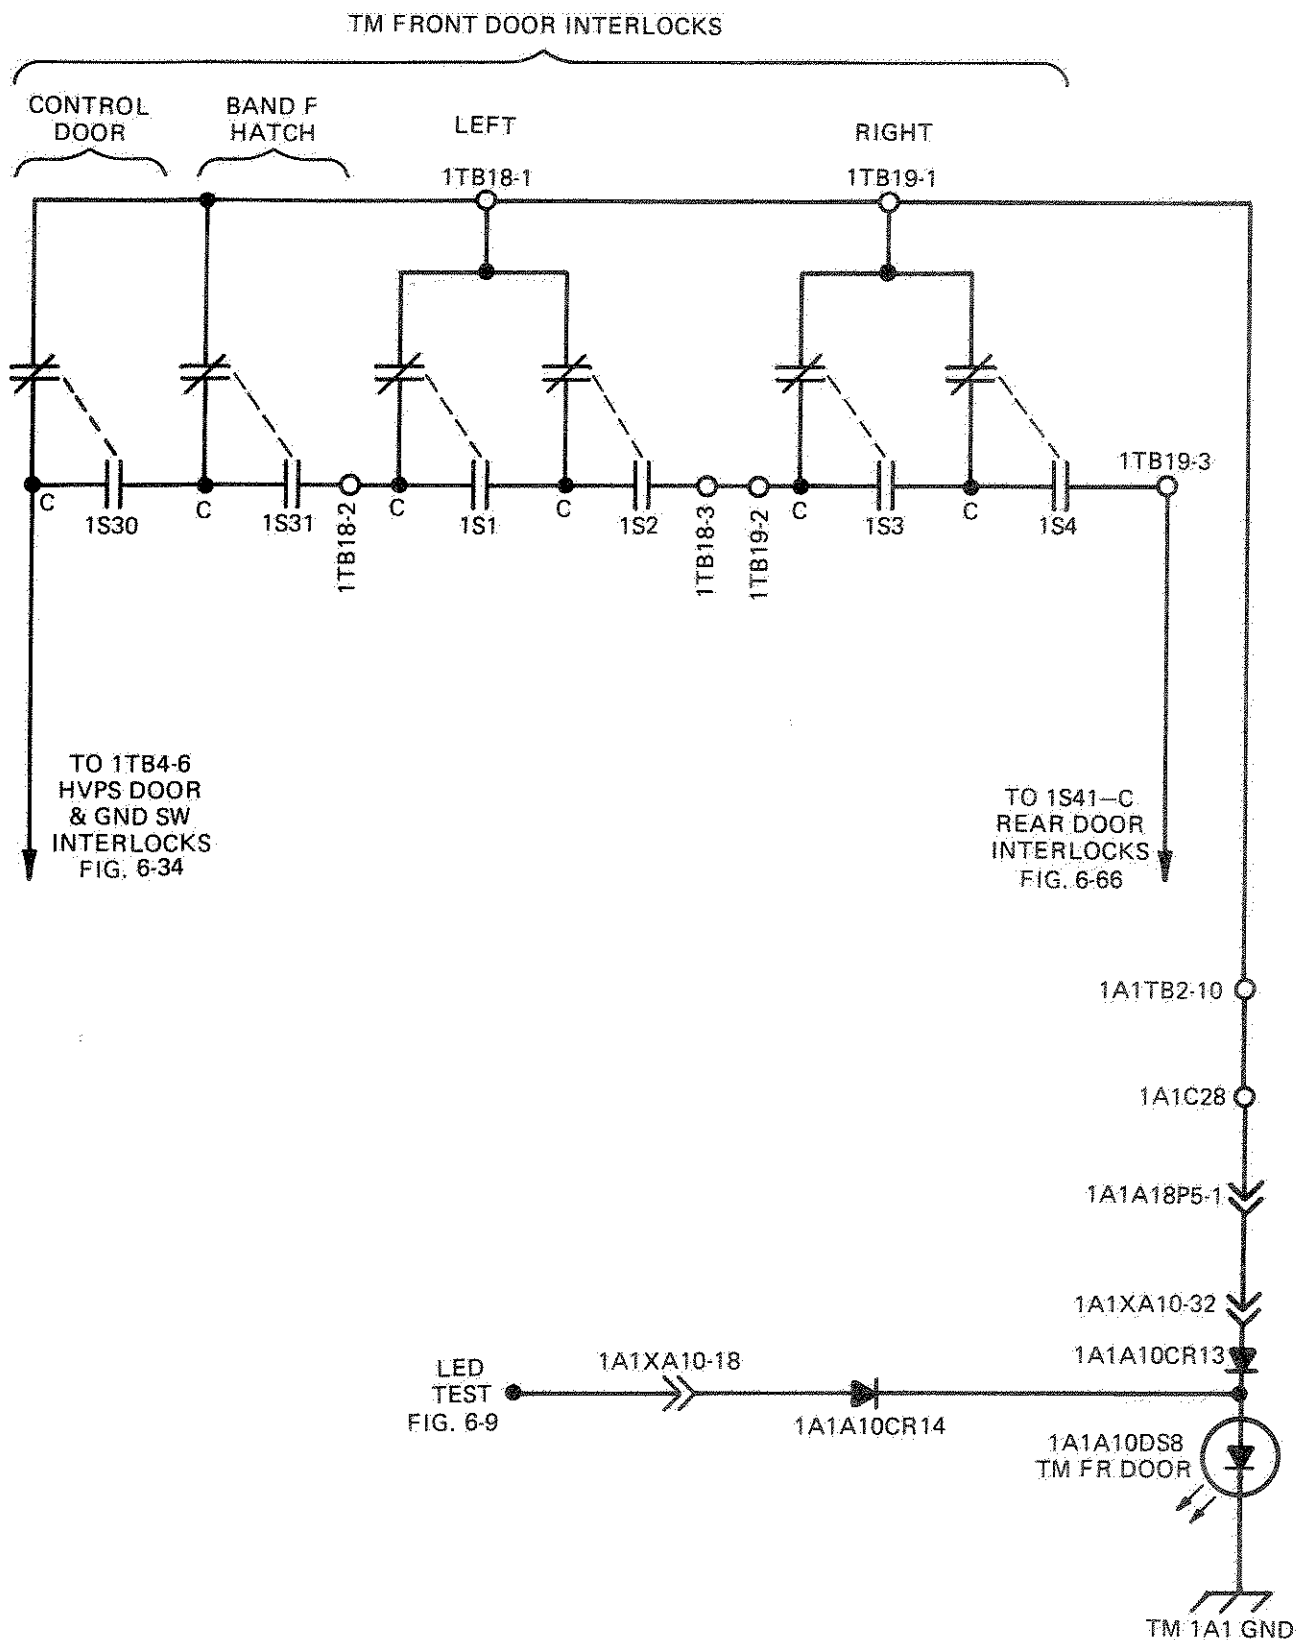 TM FRONT DOOR INTERLOCKS
CONTROL
DOOR
BAND F
HATCH
LEFT
RIGHT
1TB18-1
1TB19-1
1TB19-3
C
1S30
C
1S31
1TB18-2
C
1S1
C
1S2
1TB18-3
1TB19-2
C
1S3
C
1S4
TO 1TB4-6
HVPS DOOR
& GND SW
INTERLOCKS
FIG. 6-34
TO 1S41-C
REAR DOOR
INTERLOCKS
FIG. 6-66
1A1TB2-10
1A1C28
1A1A18P5-1
1A1XA10-32
1A1A10CR13
LED
TEST
FIG. 6-9
1A1XA10-18
1A1A10CR14
1A1A10DS8
TM FR DOOR
TM 1A1 GND